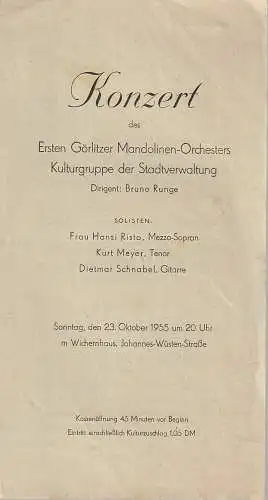 Konzert
des
Ersten Görlitzer Mandolinen-Orchesters
Kulturgruppe der Stadtverwaltung
Dirigent: Bruno Runge
SOLISTEN:
Frau Hansi Risto, Mezzo-Sopran
Kurt Meyer, Tenor
Dietmar Schnabel, Gitarre
Sonntag, den 23. Oktober 1955 um 20 Uhr
m Wichernhaus, Johannes-Wüsten-Straße
Kassenöffnung 45 Minuten vor Beginn
Eintritt einschließlich Kulturzuschlag 1,05 DM